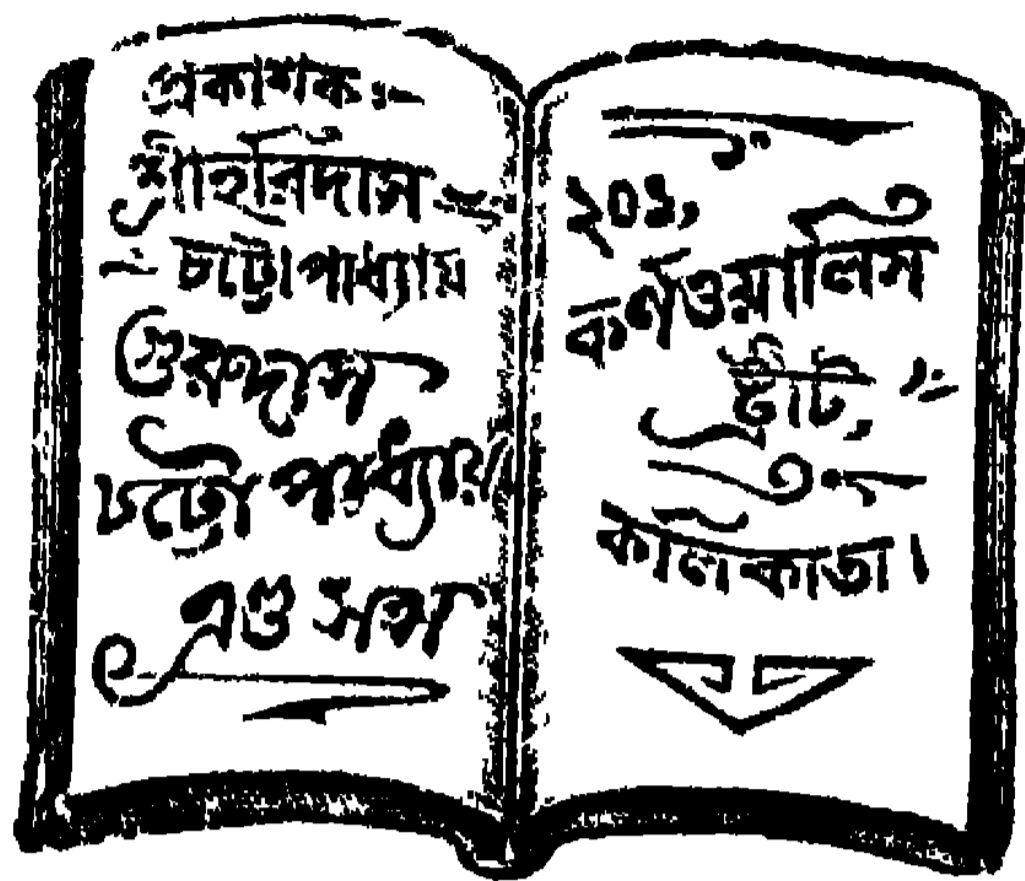 প্রকাশক :—
শ্রীহরিদাস
চট্টোপাধ্যায়
গুরুদাস
চট্টোপাধ্যায়
এণ্ড সন্স
২০১,
কর্ণওয়ালিস
ষ্ট্রীট,
কলিকাতা।